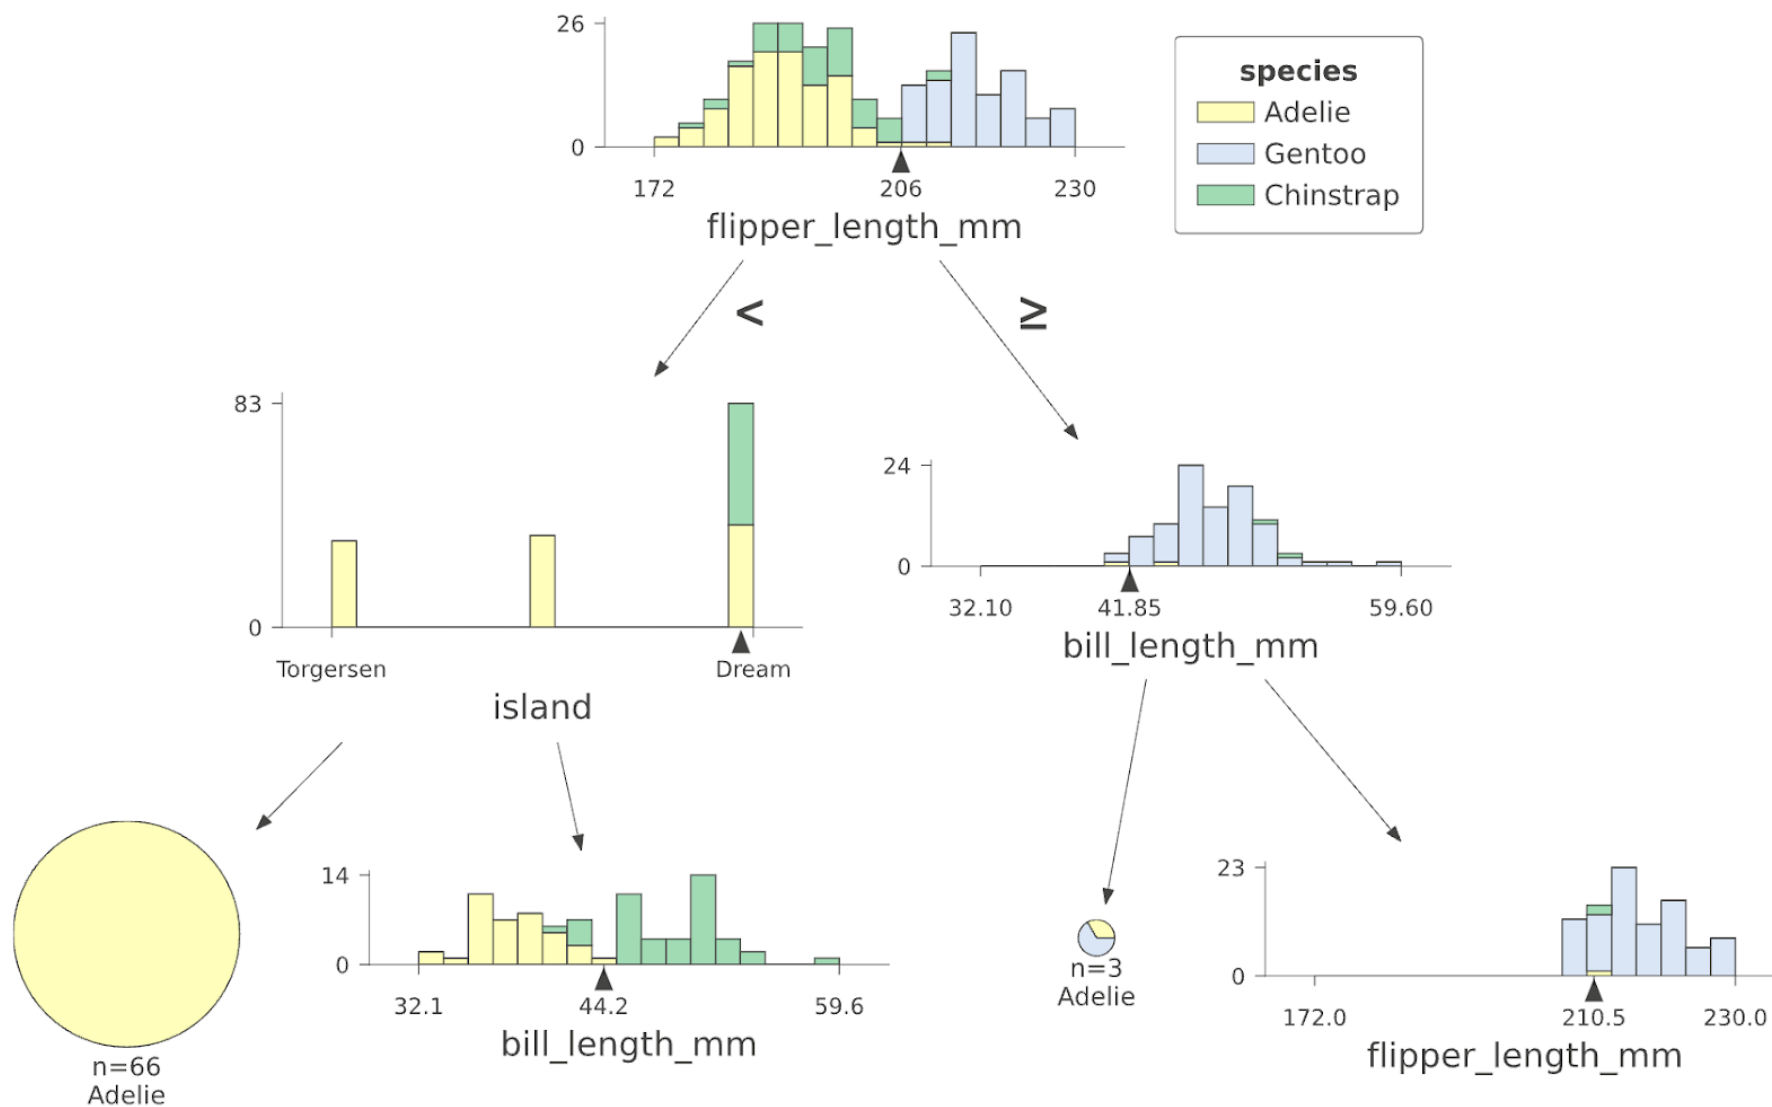 26
0
172
206
230
flipper_length_mm
species
Adelie
Gentoo
Chinstrap
<
≥
83
0
Torgersen
Dream
island
24
0
32.10
41.85
59.60
bill_length_mm
n=66
Adelie
14
0
32.1
44.2
59.6
bill_length_mm
n=3
Adelie
23
0
172.0
210.5
230.0
flipper_length_mm